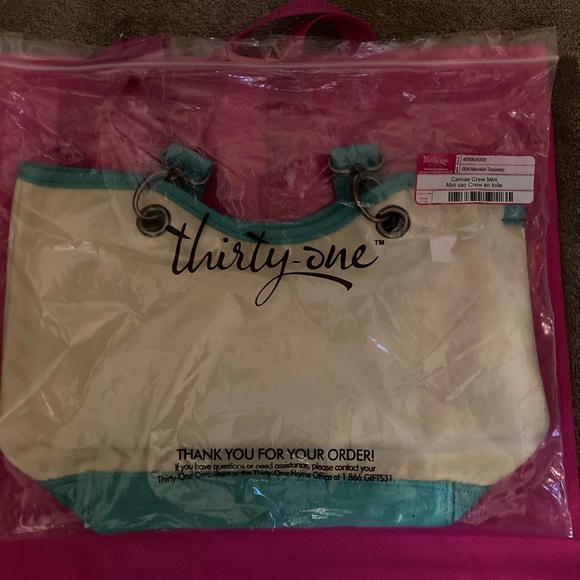 thirty-one™
Canvas Crew Mini
Mini sac Crew en toile
THANK YOU FOR YOUR ORDER!
If you have questions or need assistance, please contact your
Thirty-One Consultant or the Thirty-One Home Office at 1.866.GIFTS31.